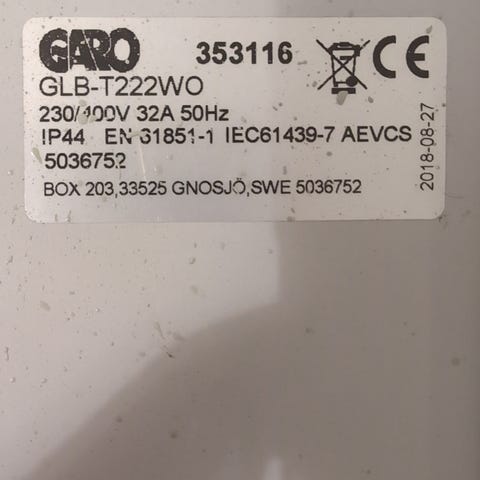 GARO 353116 CE
GLB-T222WO
230/400V 32A 50Hz
IP44 EN 61851-1 IEC61439-7 AEVCS
5036752
BOX 203,33525 GNOSJÖ,SWE 5036752
2018-08-27